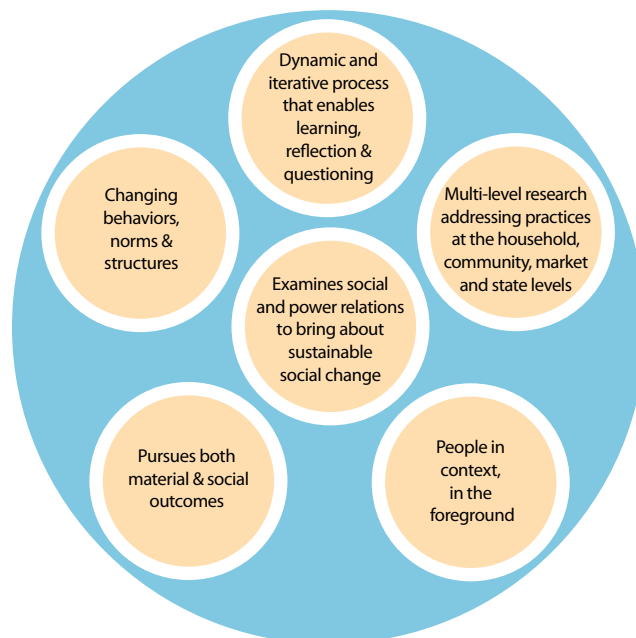 Dynamic and
iterative process
that enables
learning,
reflection &
questioning
Changing
behaviors,
norms &
structures
Multi-level research
addressing practices
at the household,
community, market
and state levels
Examines social
and power relations
to bring about
sustainable
social change
Pursues both
material & social
outcomes
People in
context,
in the
foreground